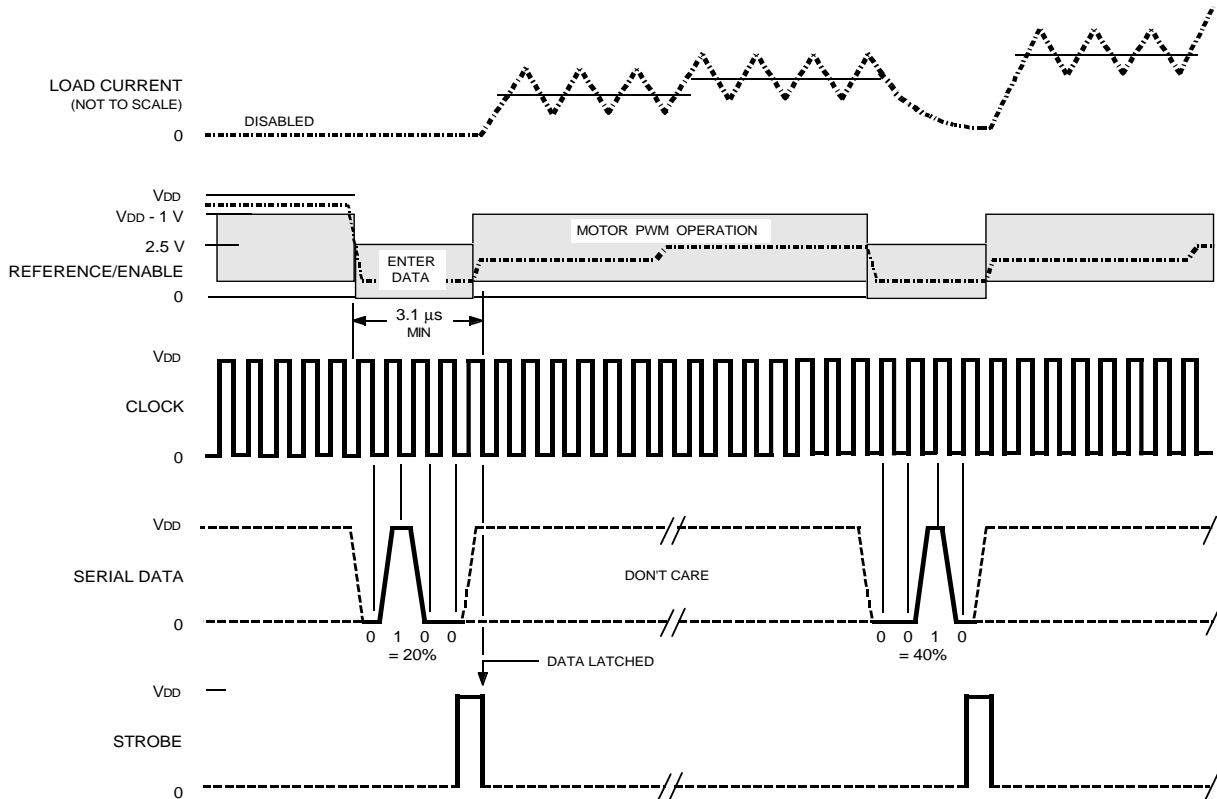 LOAD CURRENT
(NOT TO SCALE)
DISABLED
0
VDD
VDD - 1 V
2.5 V
REFERENCE/ENABLE
0
MOTOR PWM OPERATION
ENTER
DATA
3.1 µs
MIN
VDD
CLOCK
0
VDD
SERIAL DATA
DON'T CARE
0
0 1 0 0
= 20%
0 0 1 0
= 40%
DATA LATCHED
VDD
STROBE
0